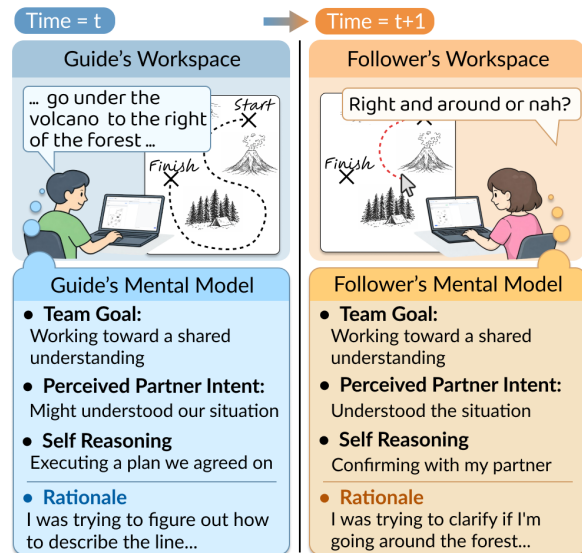 Time = t
Time = t+1
Guide's Workspace
... go under the
volcano to the right
of the forest ...
Start
Finish
Follower's Workspace
Right and around or nah?
Finish
Guide's Mental Model
• Team Goal:
Working toward a shared
understanding
• Perceived Partner Intent:
Might understood our situation
• Self Reasoning
Executing a plan we agreed on
• Rationale
I was trying to figure out how
to describe the line...
Follower's Mental Model
• Team Goal:
Working toward a shared
understanding
• Perceived Partner Intent:
Understood the situation
• Self Reasoning
Confirming with my partner
• Rationale
I was trying to clarify if I'm
going around the forest...